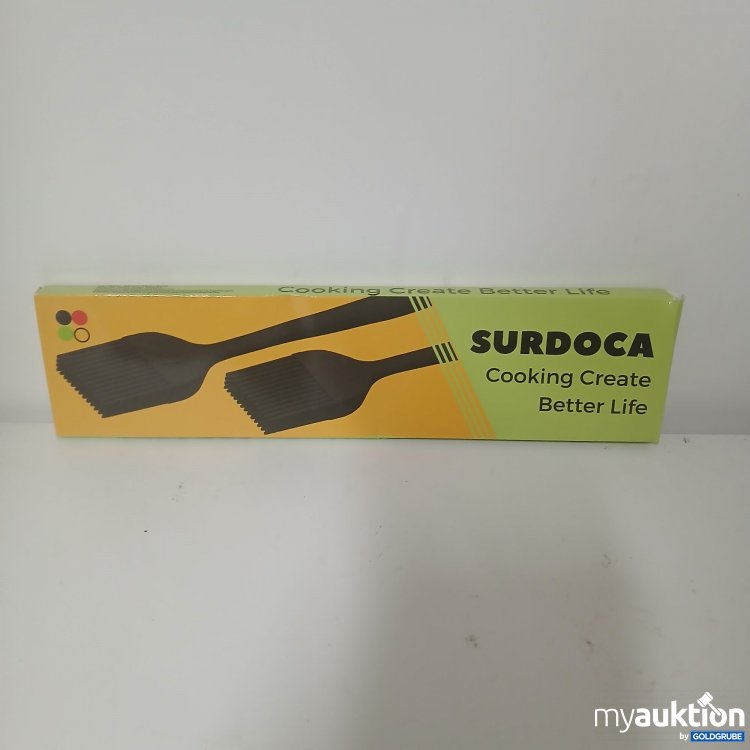 Cooking Create Better Life
SURDOCA
Cooking Create
Better Life
myauktion
by GOLDGRUBE